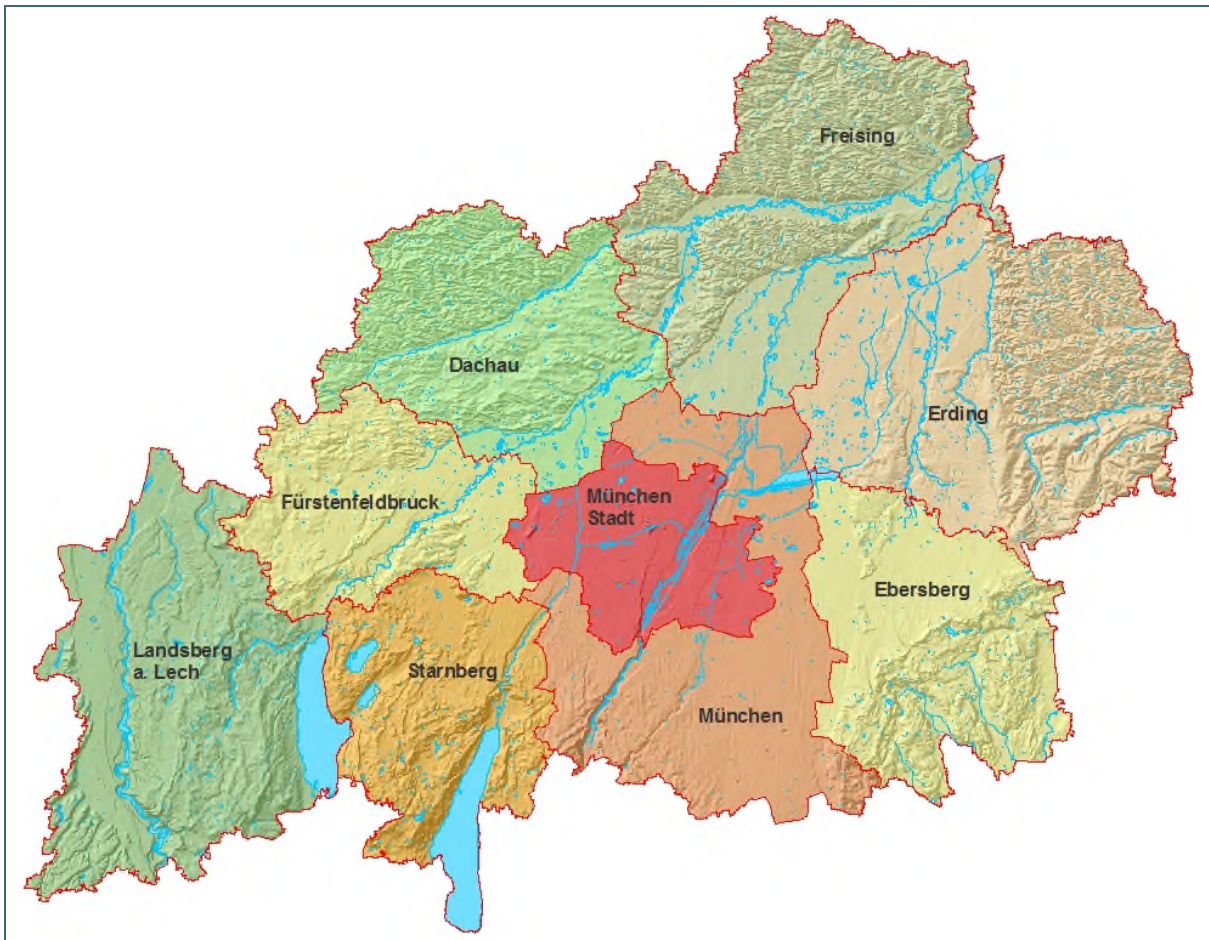 Freising
Dachau
Erding
Fürstenfeldbruck
München
Stadt
Ebersberg
Landsberg
a. Lech
Starnberg
München